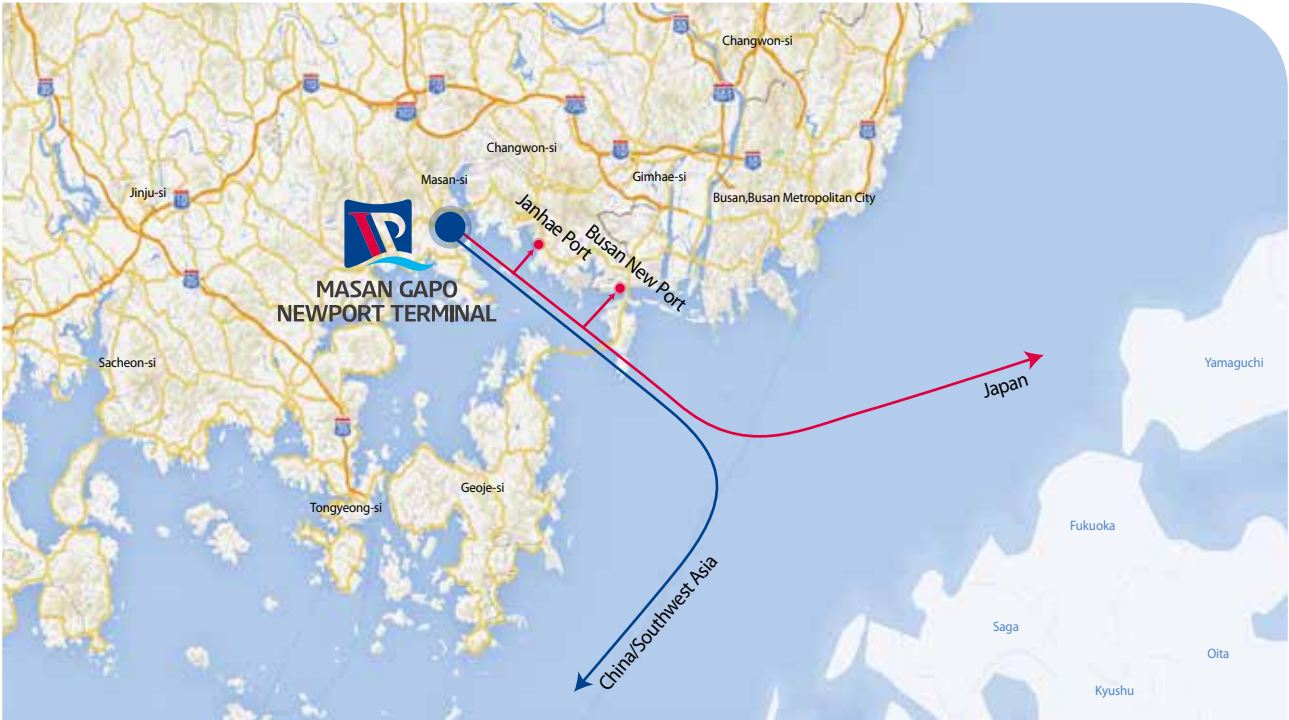 Changwon-si
Changwon-si
Masan-si
Gimhae-si
Jinju-si
Busan,Busan Metropolitan City
Janhae Port
Busan New Port
MASAN GAPO
NEWPORT TERMINAL
Sacheon-si
Yamaguchi
Japan
Geoje-si
Tongyeong-si
Fukuoka
China/Southwest Asia
Saga
Oita
Kyushu